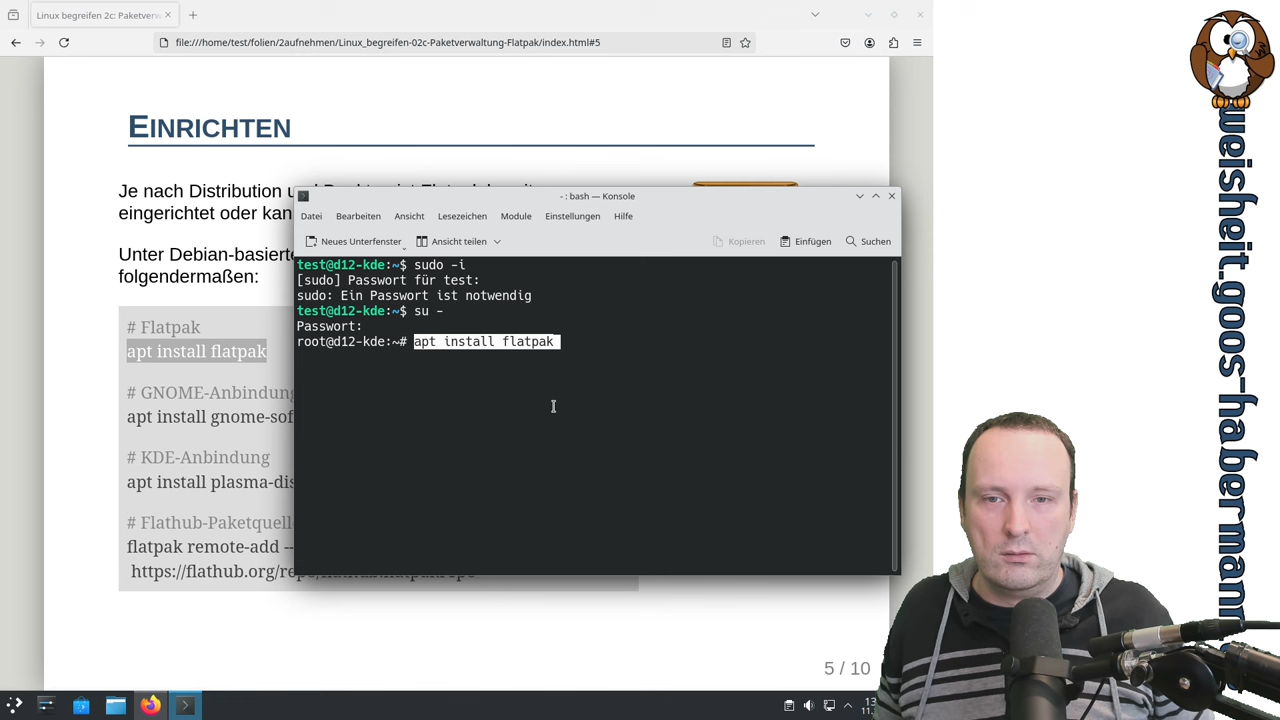 Linux begreifen 2c: Paketverw
file:///home/test/folien/2aufnehmen/Linux_begreifen-02c-Paketverwaltung-Flatpak/index.html#5
EINRICHTEN
Je nach Distribution u
eingerichtet oder kan
Unter Debian-basierte
folgendermaßen:
# Flatpak
apt install flatpak
# GNOME-Anbindung
apt install gnome-sof
# KDE-Anbindung
apt install plasma-dis
# Flathub-Paketquell
flatpak remote-add --
https://flathub.org/repo/flathub.flatpakrepo
5 / 10
- : bash — Konsole
Datei Bearbeiten Ansicht Lesezeichen Module Einstellungen Hilfe
Neues Unterfenster Ansicht teilen Kopieren Einfügen Suchen
test@d12-kde:~$ sudo -i
[sudo] Passwort für test:
sudo: Ein Passwort ist notwendig
test@d12-kde:~$ su -
Passwort:
root@d12-kde:~# apt install flatpak
weisheit.goos-habermann